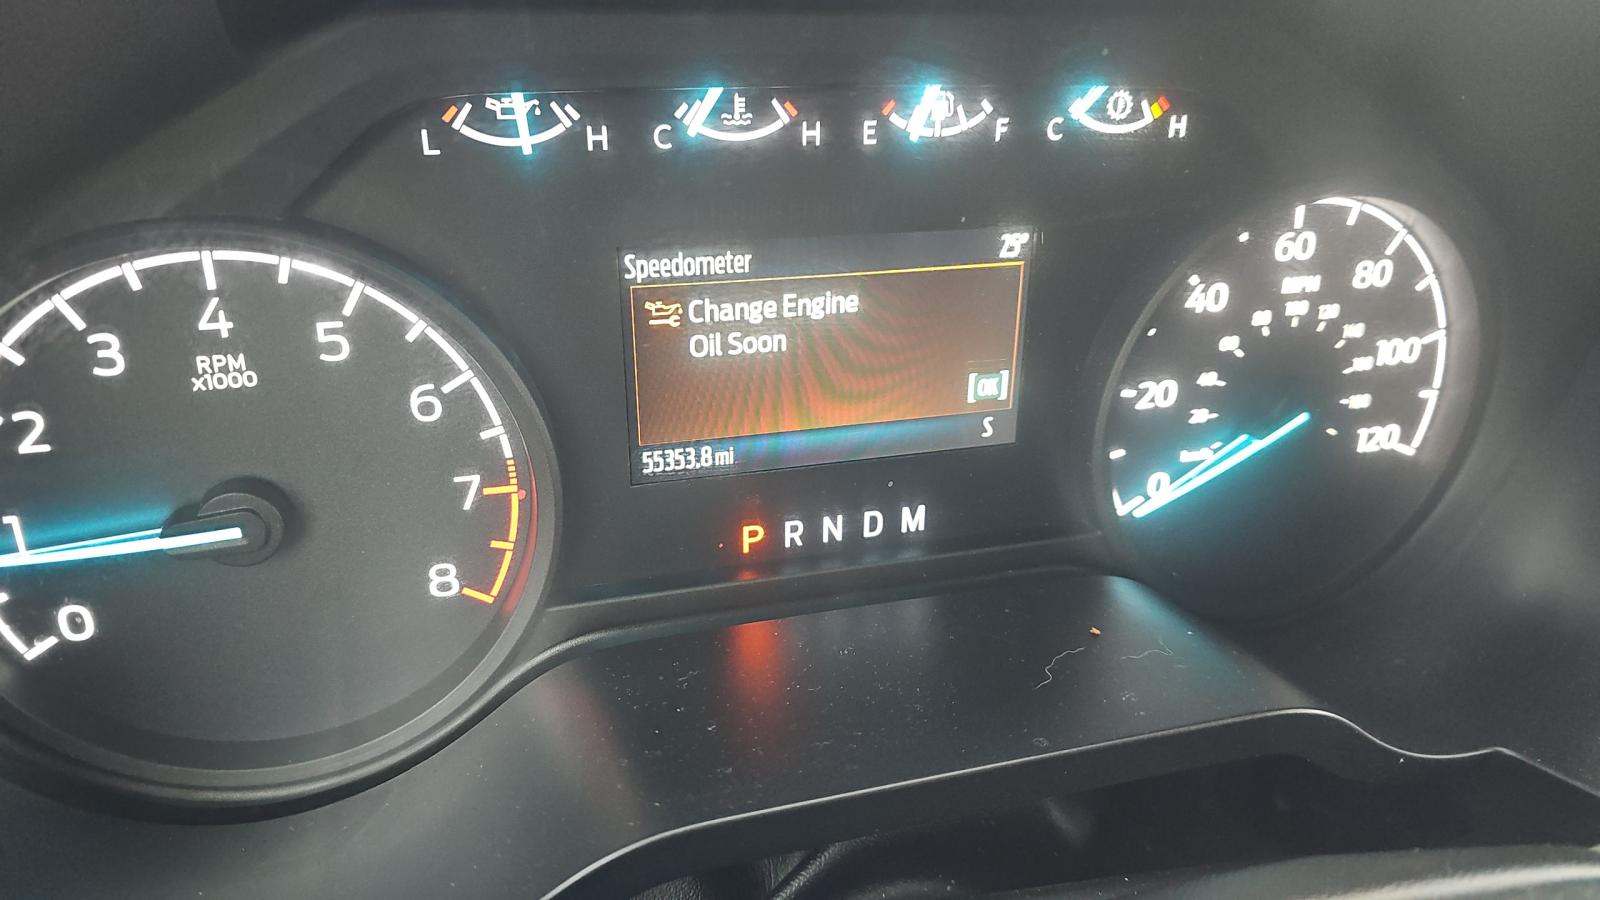 L H C H E F C H
Speedometer 25°
Change Engine
Oil Soon
[OK]
S
55353.8 mi
P R N D M
0 1 2 3 4 5 6 7 8
RPM
x1000
0 20 40 60 80 100 120
MPH